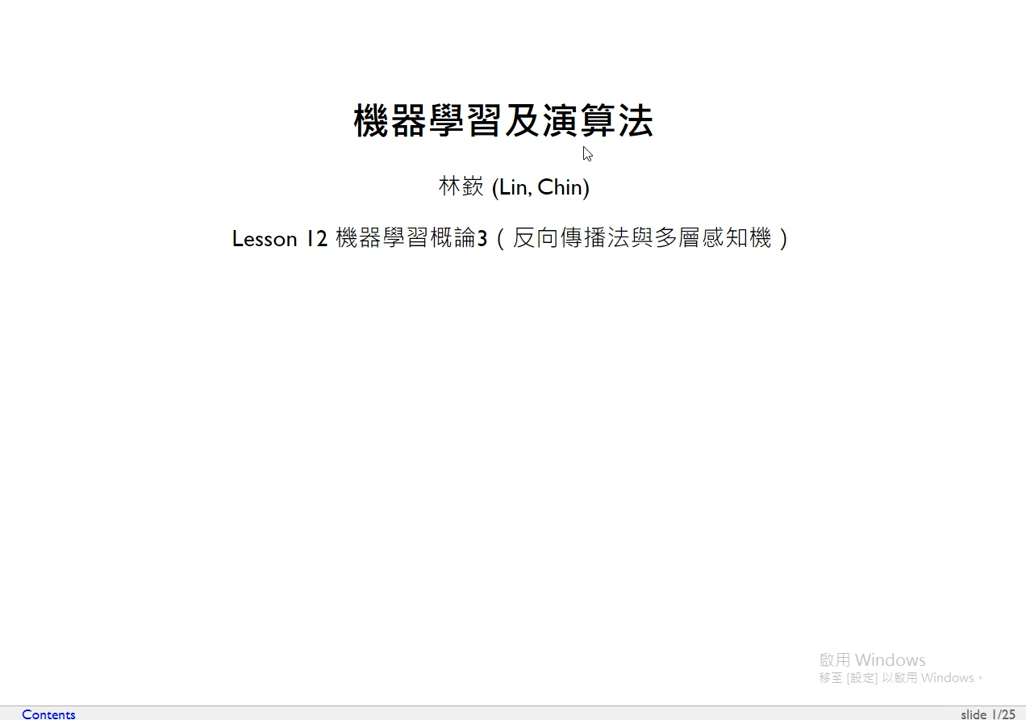 機器學習及演算法
林嶔 (Lin, Chin)
Lesson 12 機器學習概論3（反向傳播法與多層感知機）
啟用 Windows
移至 [設定] 以啟用 Windows。
Contents
slide 1/25